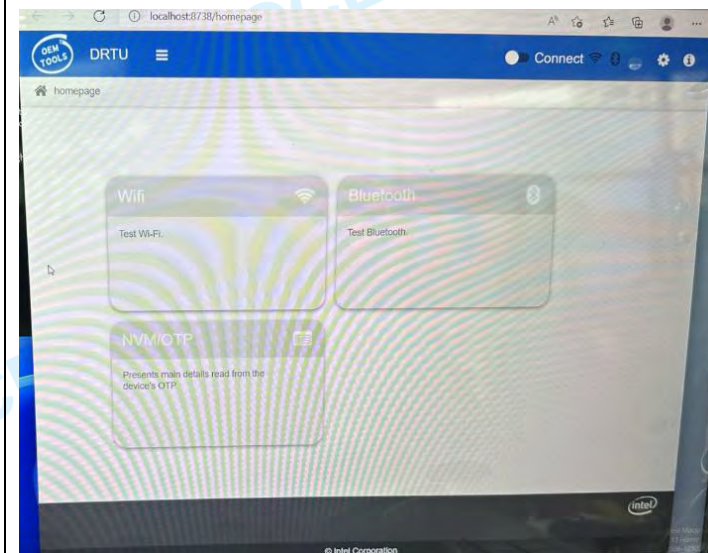 localhost:8738/homepage
OEM TOOLS
DRTU
Connect
homepage
Wifi
Bluetooth
Test Wi-Fi.
Test Bluetooth.
NVM/OTP
Presents main details read from the
device's OTP.
intel
© Intel Corporation